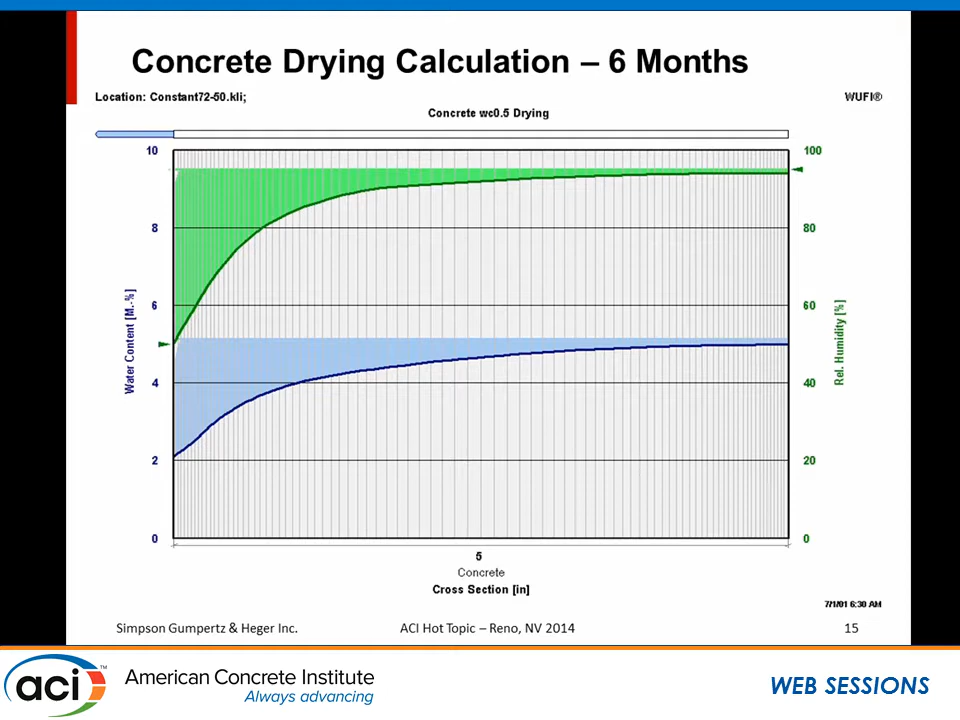 Concrete Drying Calculation – 6 Months
Location: Constant72-50.kli;
WUFI®
Concrete wc0.5 Drying
10
100
8
80
6
60
4
40
2
20
0
0
Water Content [M.-%]
Rel. Humidity [%]
5
Concrete
Cross Section [in]
7/1/01 6:30 AM
Simpson Gumpertz & Heger Inc.
ACI Hot Topic – Reno, NV 2014
15
aci™
American Concrete Institute
Always advancing
WEB SESSIONS